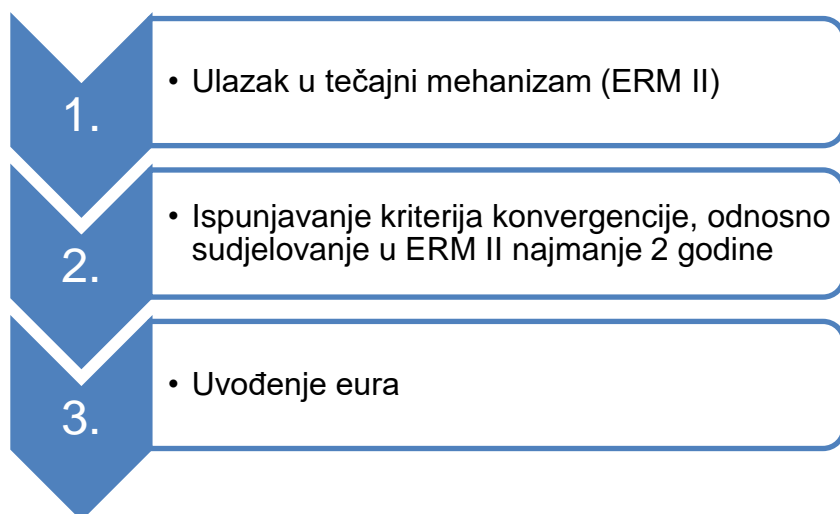 1.
• Ulazak u tečajni mehanizam (ERM II)
2.
• Ispunjavanje kriterija konvergencije, odnosno
sudjelovanje u ERM II najmanje 2 godine
3.
• Uvođenje eura